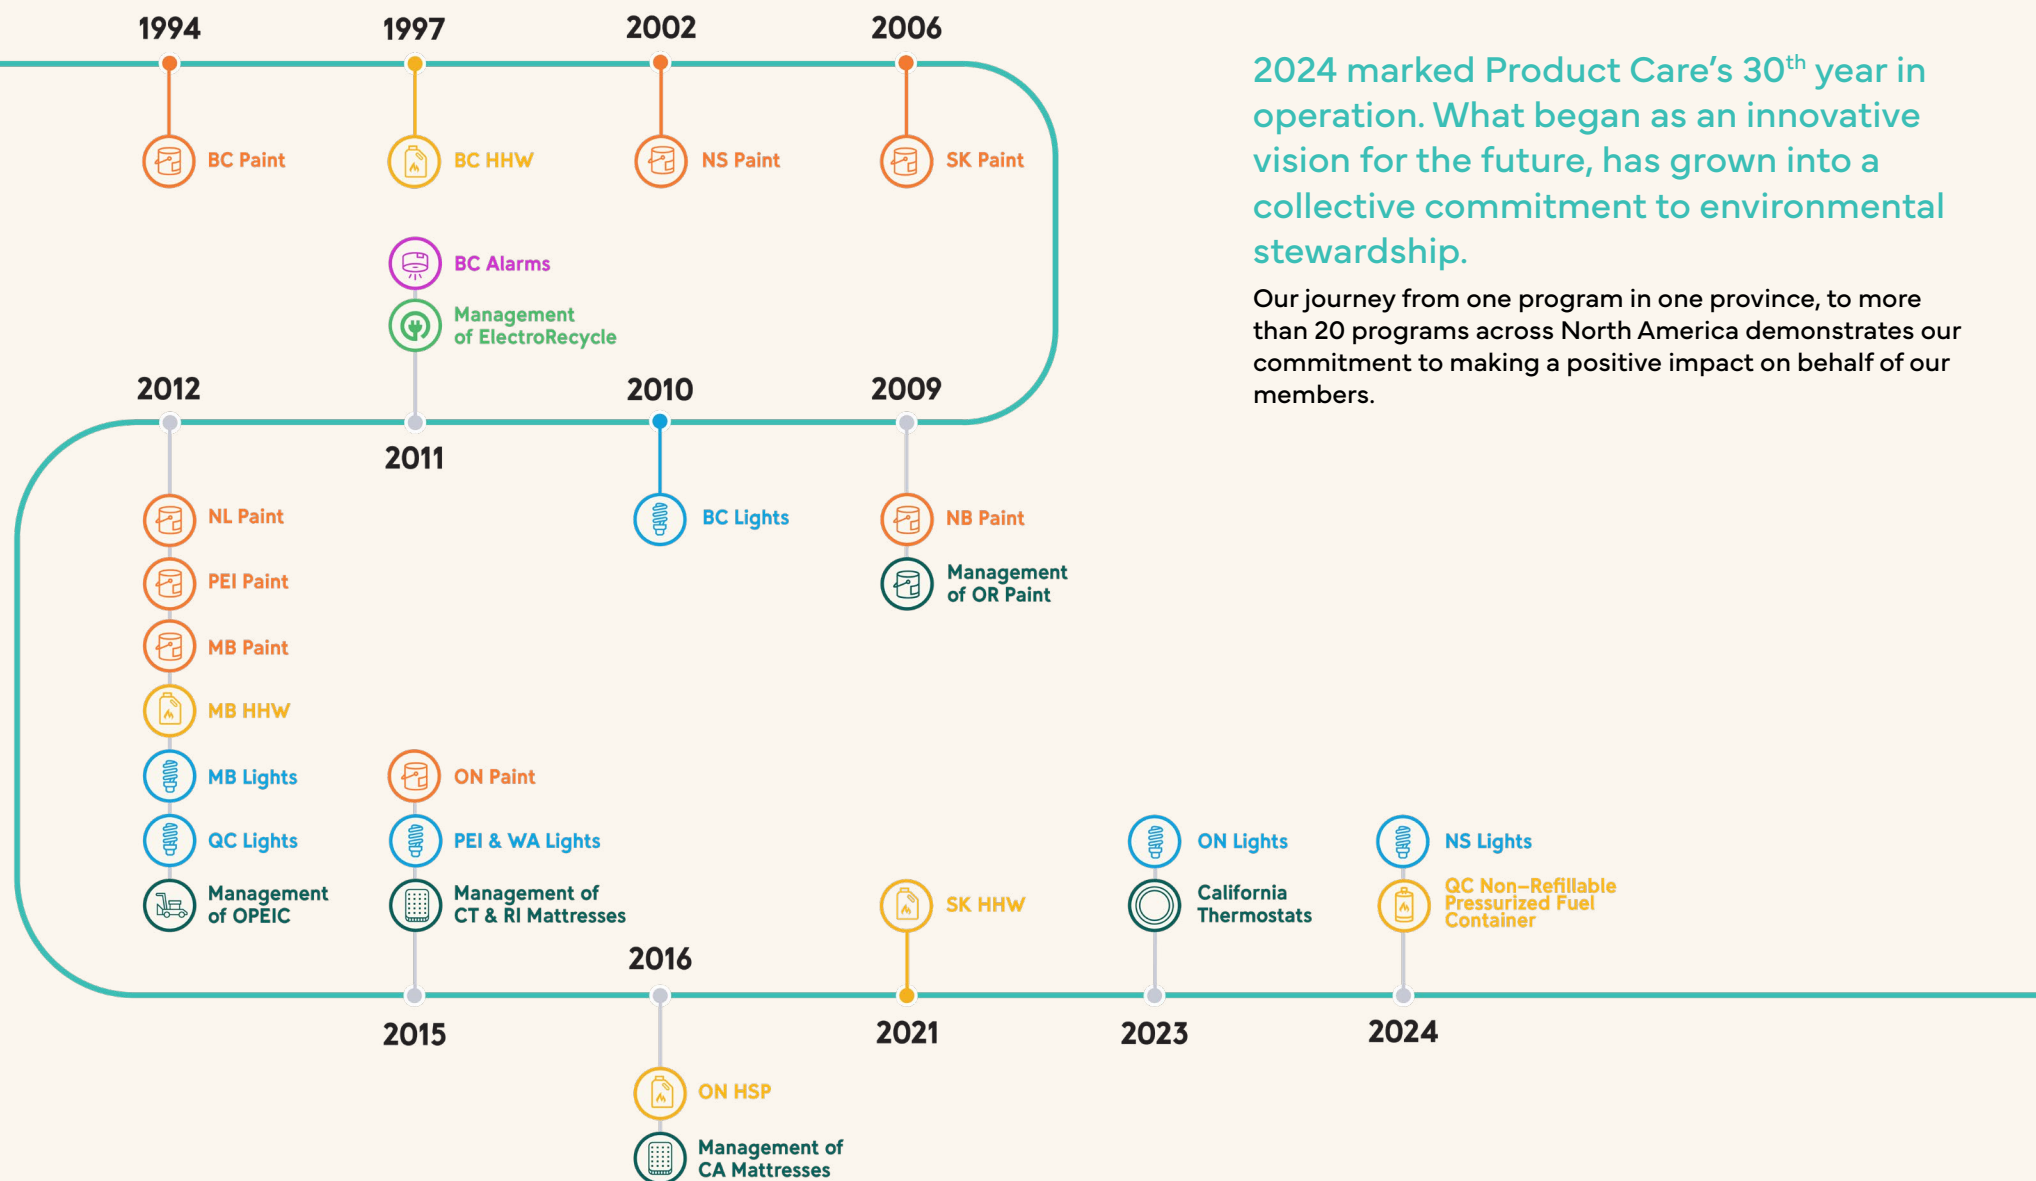 1994
1997
2002
2006
BC Paint
BC HHW
NS Paint
SK Paint
2024 marked Product Care's 30th year in
operation. What began as an innovative
vision for the future, has grown into a
collective commitment to environmental
stewardship.
Our journey from one program in one province, to more
than 20 programs across North America demonstrates our
commitment to making a positive impact on behalf of our
members.
BC Alarms
Management
of ElectroRecycle
2012
2011
2010
2009
NL Paint
PEI Paint
MB Paint
MB HHW
MB Lights
QC Lights
Management
of OPEIC
BC Lights
NB Paint
Management
of OR Paint
ON Paint
PEI & WA Lights
Management of
CT & RI Mattresses
2015
2016
ON HSP
Management of
CA Mattresses
SK HHW
2021
ON Lights
California
Thermostats
2023
NS Lights
QC Non–Refillable
Pressurized Fuel
Container
2024